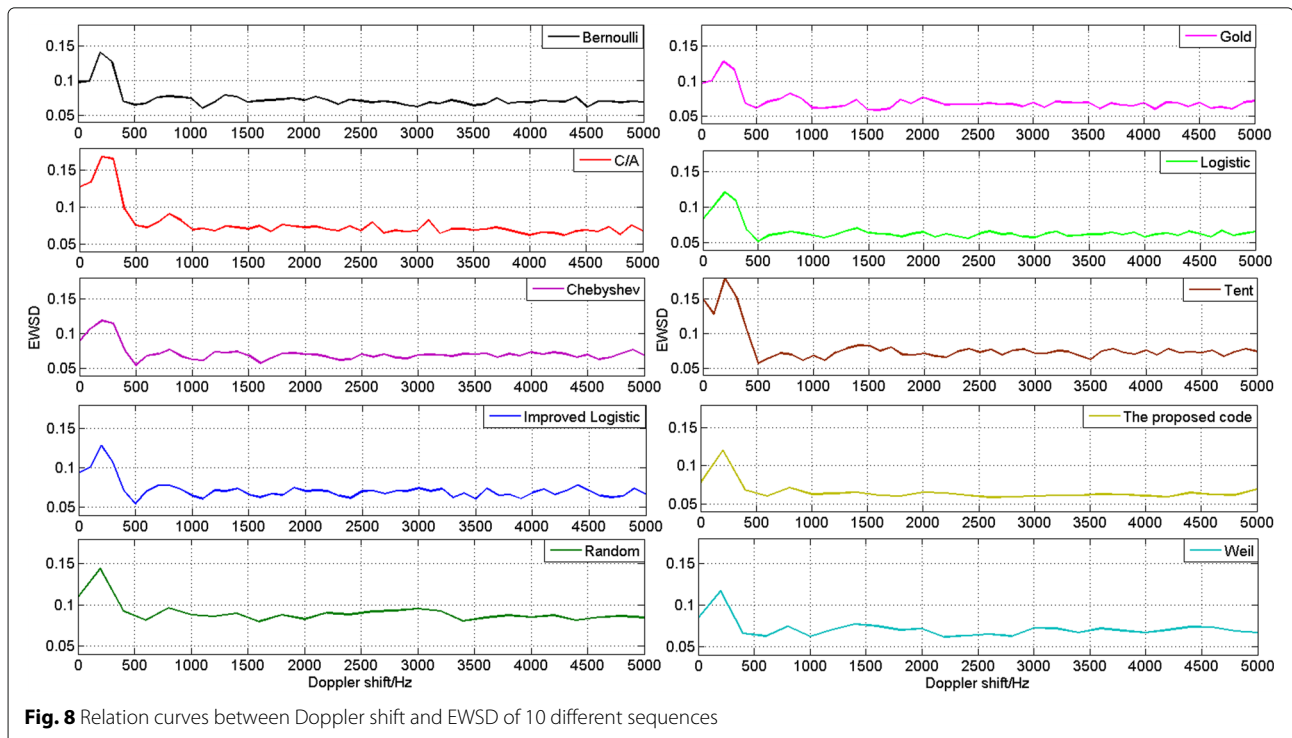 0.15
0.1
0.05
Bernoulli
0 500 1000 1500 2000 2500 3000 3500 4000 4500 5000
0.15
0.1
0.05
Gold
0 500 1000 1500 2000 2500 3000 3500 4000 4500 5000
0.15
0.1
0.05
C/A
0 500 1000 1500 2000 2500 3000 3500 4000 4500 5000
0.15
0.1
0.05
Logistic
0 500 1000 1500 2000 2500 3000 3500 4000 4500 5000
EWSD
0.15
0.1
0.05
Chebyshev
0 500 1000 1500 2000 2500 3000 3500 4000 4500 5000
EWSD
0.15
0.1
0.05
Tent
0 500 1000 1500 2000 2500 3000 3500 4000 4500 5000
0.15
0.1
0.05
Improved Logistic
0 500 1000 1500 2000 2500 3000 3500 4000 4500 5000
0.15
0.1
0.05
The proposed code
0 500 1000 1500 2000 2500 3000 3500 4000 4500 5000
0.15
0.1
0.05
Random
0 500 1000 1500 2000 2500 3000 3500 4000 4500 5000
Doppler shift/Hz
0.15
0.1
0.05
Weil
0 500 1000 1500 2000 2500 3000 3500 4000 4500 5000
Doppler shift/Hz
Fig. 8 Relation curves between Doppler shift and EWSD of 10 different sequences